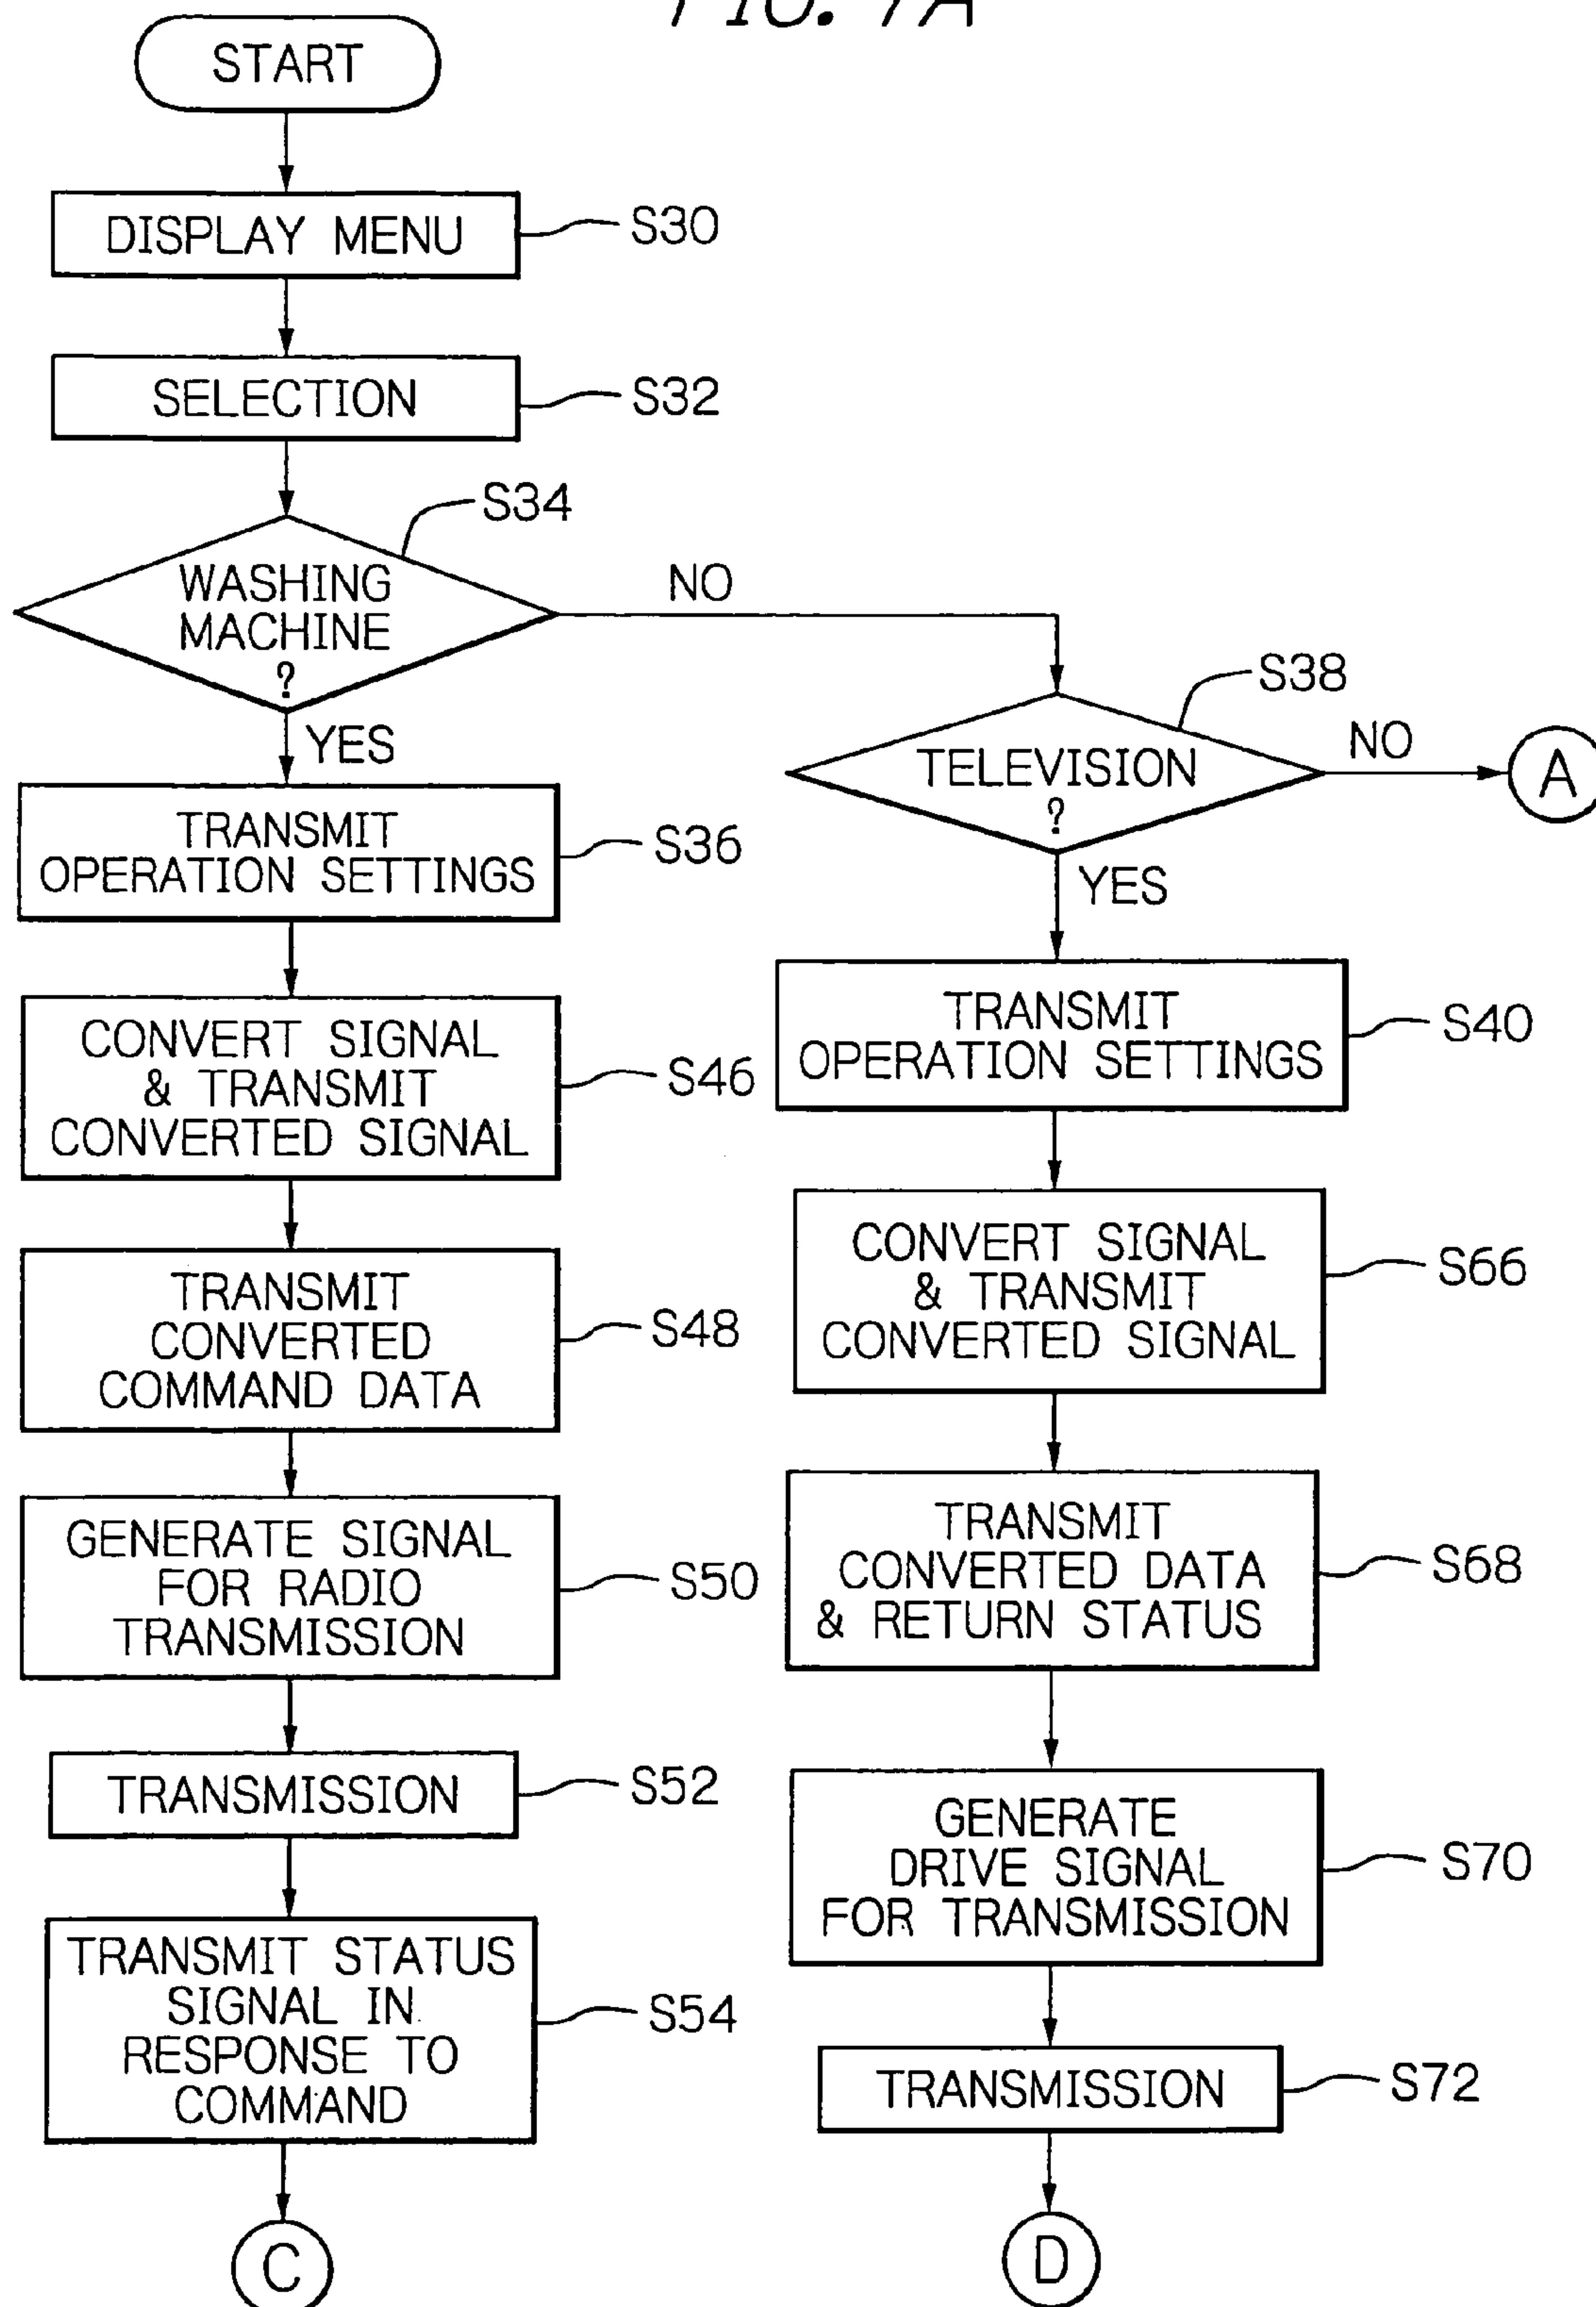 START
DISPLAY MENU
S30
SELECTION
S32
S34
WASHING
MACHINE
?
NO
YES
S38
TELEVISION
?
NO
A
YES
TRANSMIT
OPERATION SETTINGS
S36
CONVERT SIGNAL
& TRANSMIT
CONVERTED SIGNAL
S46
TRANSMIT
CONVERTED
COMMAND DATA
S48
GENERATE SIGNAL
FOR RADIO
TRANSMISSION
S50
TRANSMISSION
S52
TRANSMIT STATUS
SIGNAL IN
RESPONSE TO
COMMAND
S54
C
TRANSMIT
OPERATION SETTINGS
S40
CONVERT SIGNAL
& TRANSMIT
CONVERTED SIGNAL
S66
TRANSMIT
CONVERTED DATA
& RETURN STATUS
S68
GENERATE
DRIVE SIGNAL
FOR TRANSMISSION
S70
TRANSMISSION
S72
D